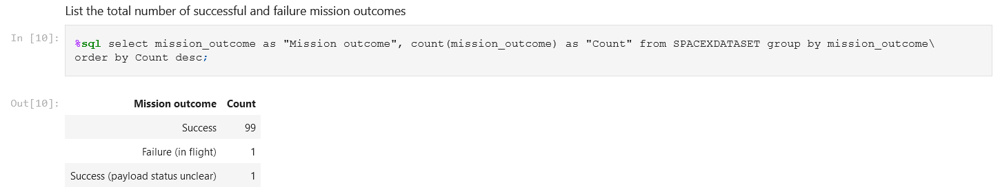 List the total number of successful and failure mission outcomes
In [10]: %sql select mission_outcome as "Mission outcome", count(mission_outcome) as "Count" from SPACEXDATASET group by mission_outcome\
order by Count desc;
Out[10]: Mission outcome Count
Success 99
Failure (in flight) 1
Success (payload status unclear) 1